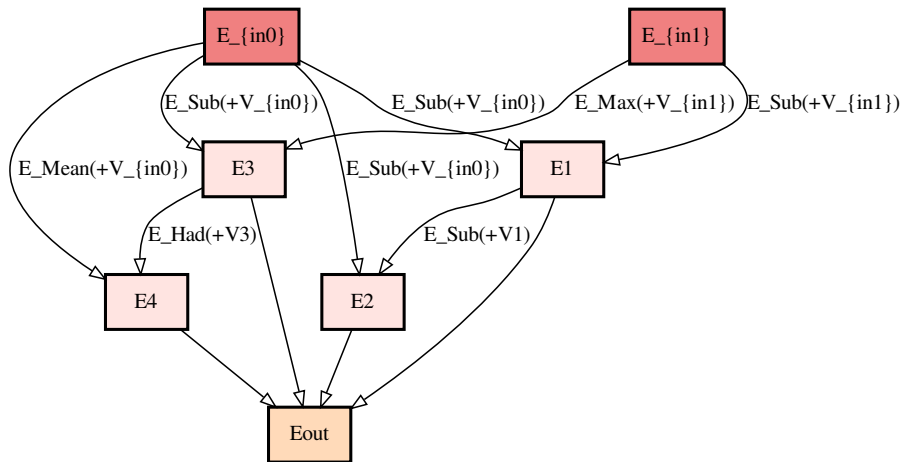 E_{in0}
E_{in1}
E_Sub(+V_{in0})
E_Sub(+V_{in0})
E_Max(+V_{in1})
E_Sub(+V_{in1})
E_Mean(+V_{in0})
E3
E_Sub(+V_{in0})
E1
E_Had(+V3)
E_Sub(+V1)
E4
E2
Eout